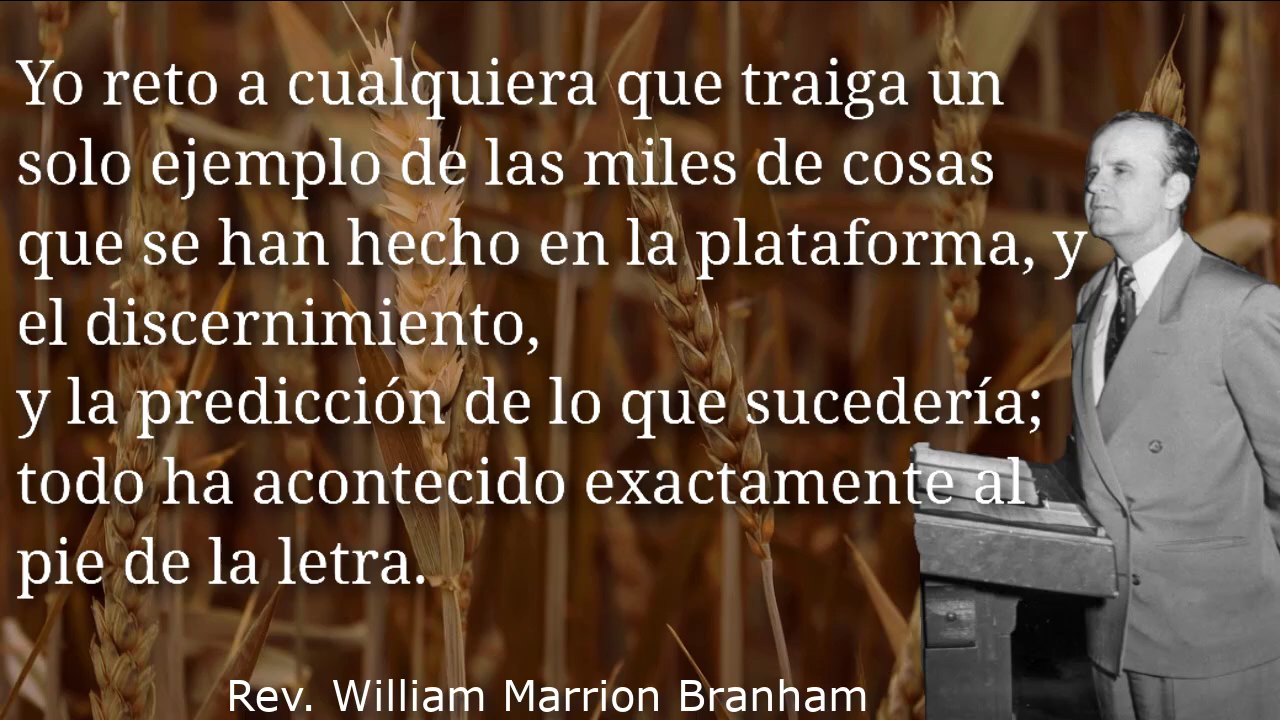 Yo reto a cualquiera que traiga un
solo ejemplo de las miles de cosas
que se han hecho en la plataforma, y
el discernimiento,
y la predicción de lo que sucedería;
todo ha acontecido exactamente al
pie de la letra.
Rev. William Marrion Branham